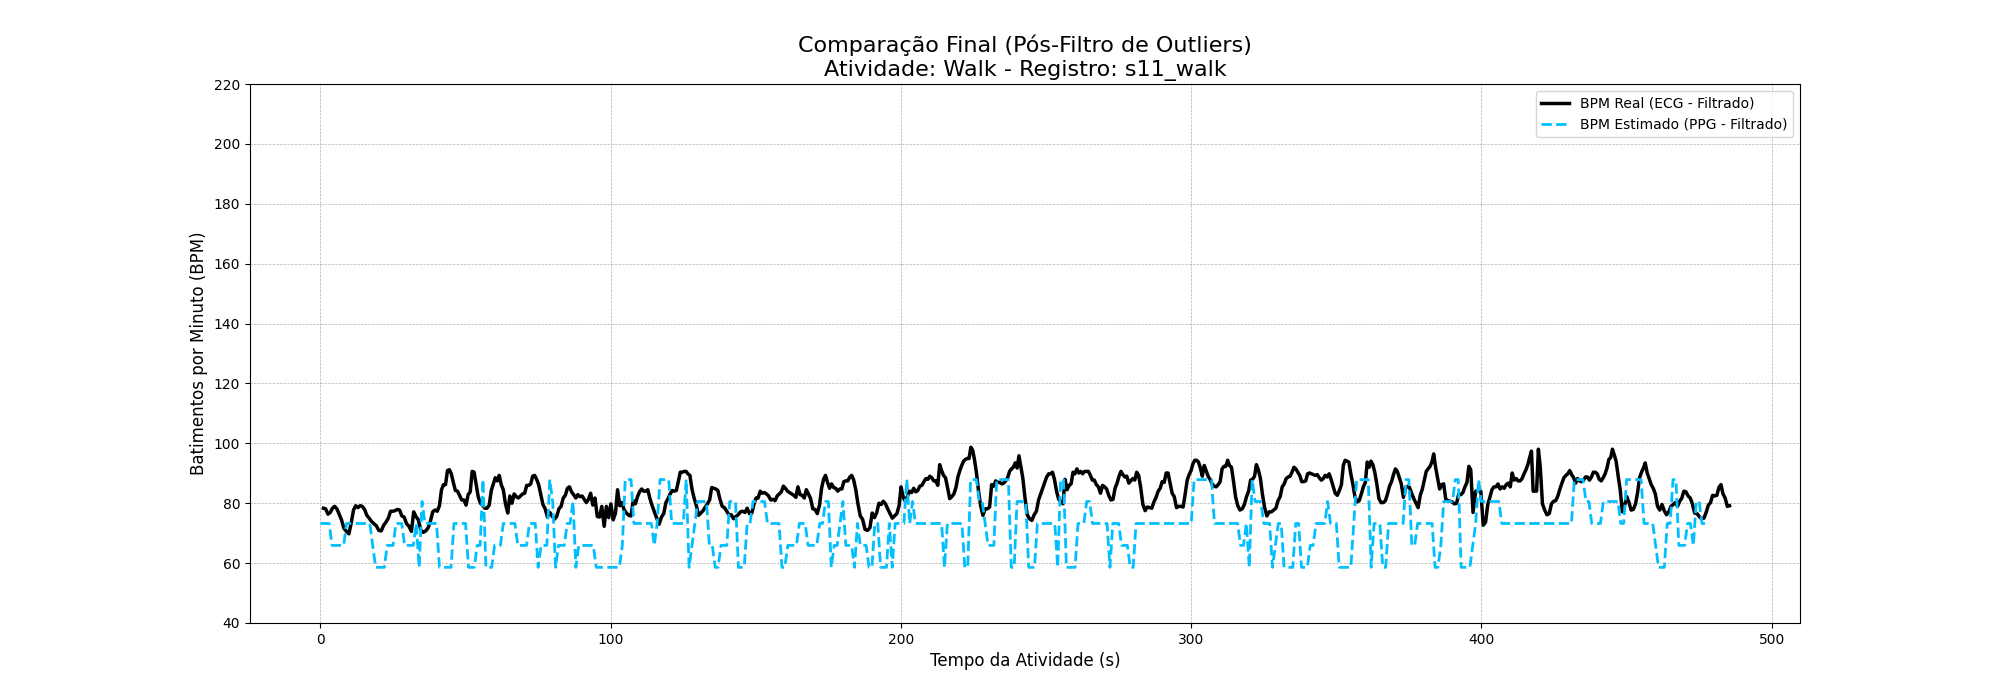 Comparação Final (Pós-Filtro de Outliers)
Atividade: Walk - Registro: s11_walk
BPM Real (ECG - Filtrado)
BPM Estimado (PPG - Filtrado)
Batimentos por Minuto (BPM)
220
200
180
160
140
120
100
80
60
40
0
100
200
300
400
500
Tempo da Atividade (s)